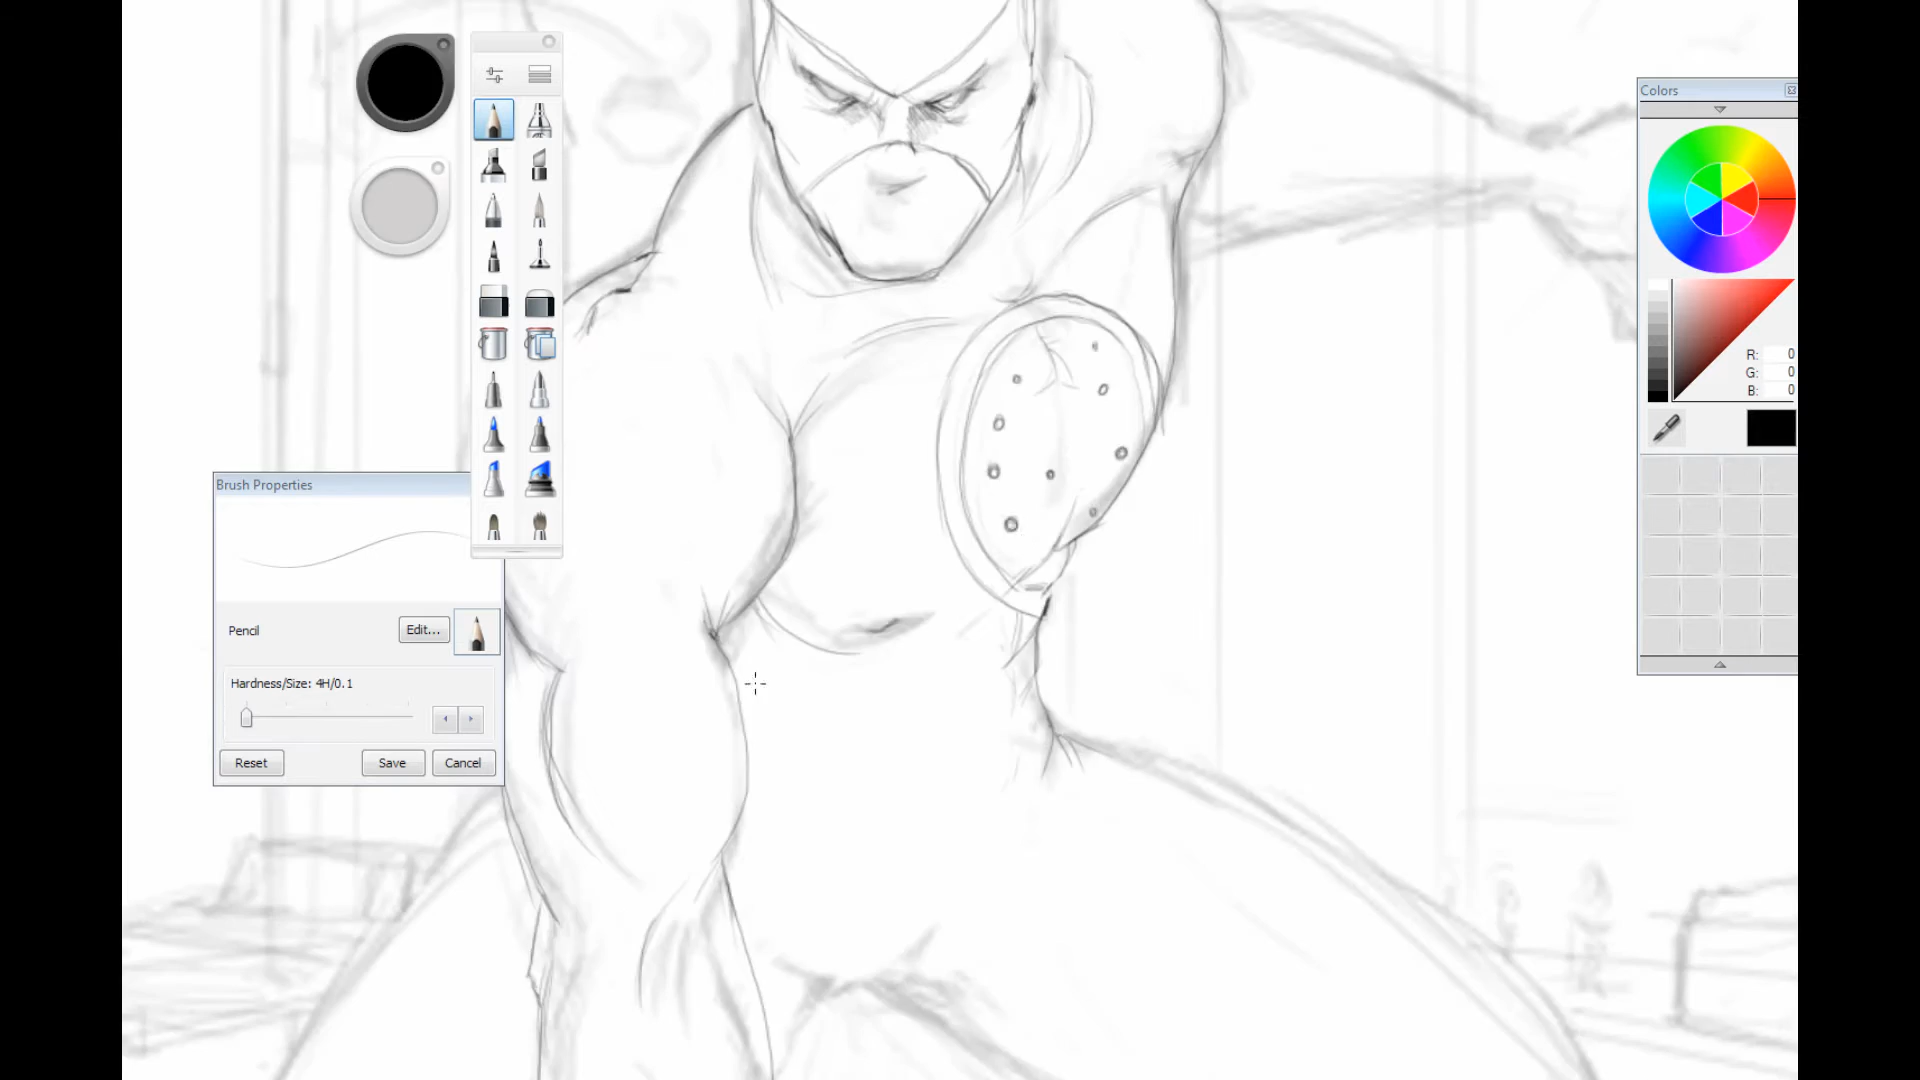 Colors
R: 0
G: 0
B: 0
Brush Properties
Pencil
Edit...
Hardness/Size: 4H/0.1
Reset
Save
Cancel